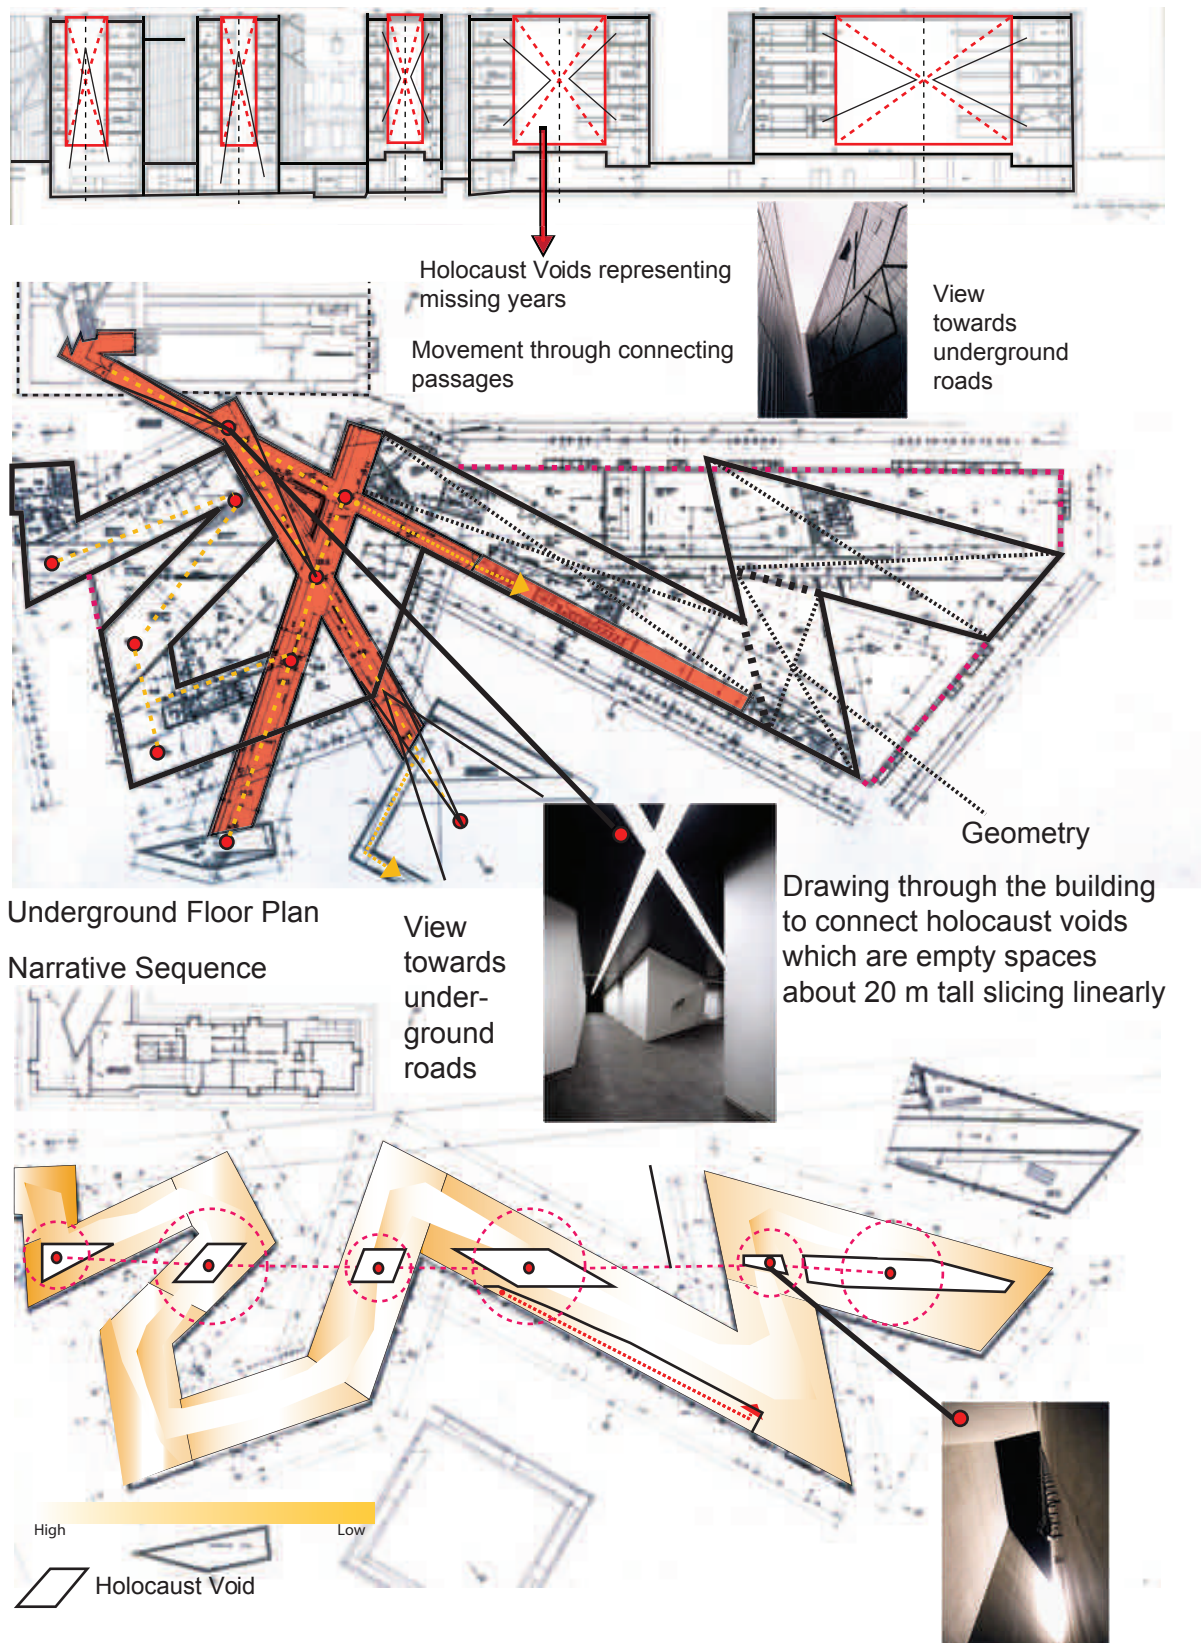 Holocaust Voids representing
missing years
Movement through connecting
passages
View
towards
underground
roads
Geometry
Underground Floor Plan
Narrative Sequence
View
towards
under-
ground
roads
Drawing through the building
to connect holocaust voids
which are empty spaces
about 20 m tall slicing linearly
High
Low
Holocaust Void